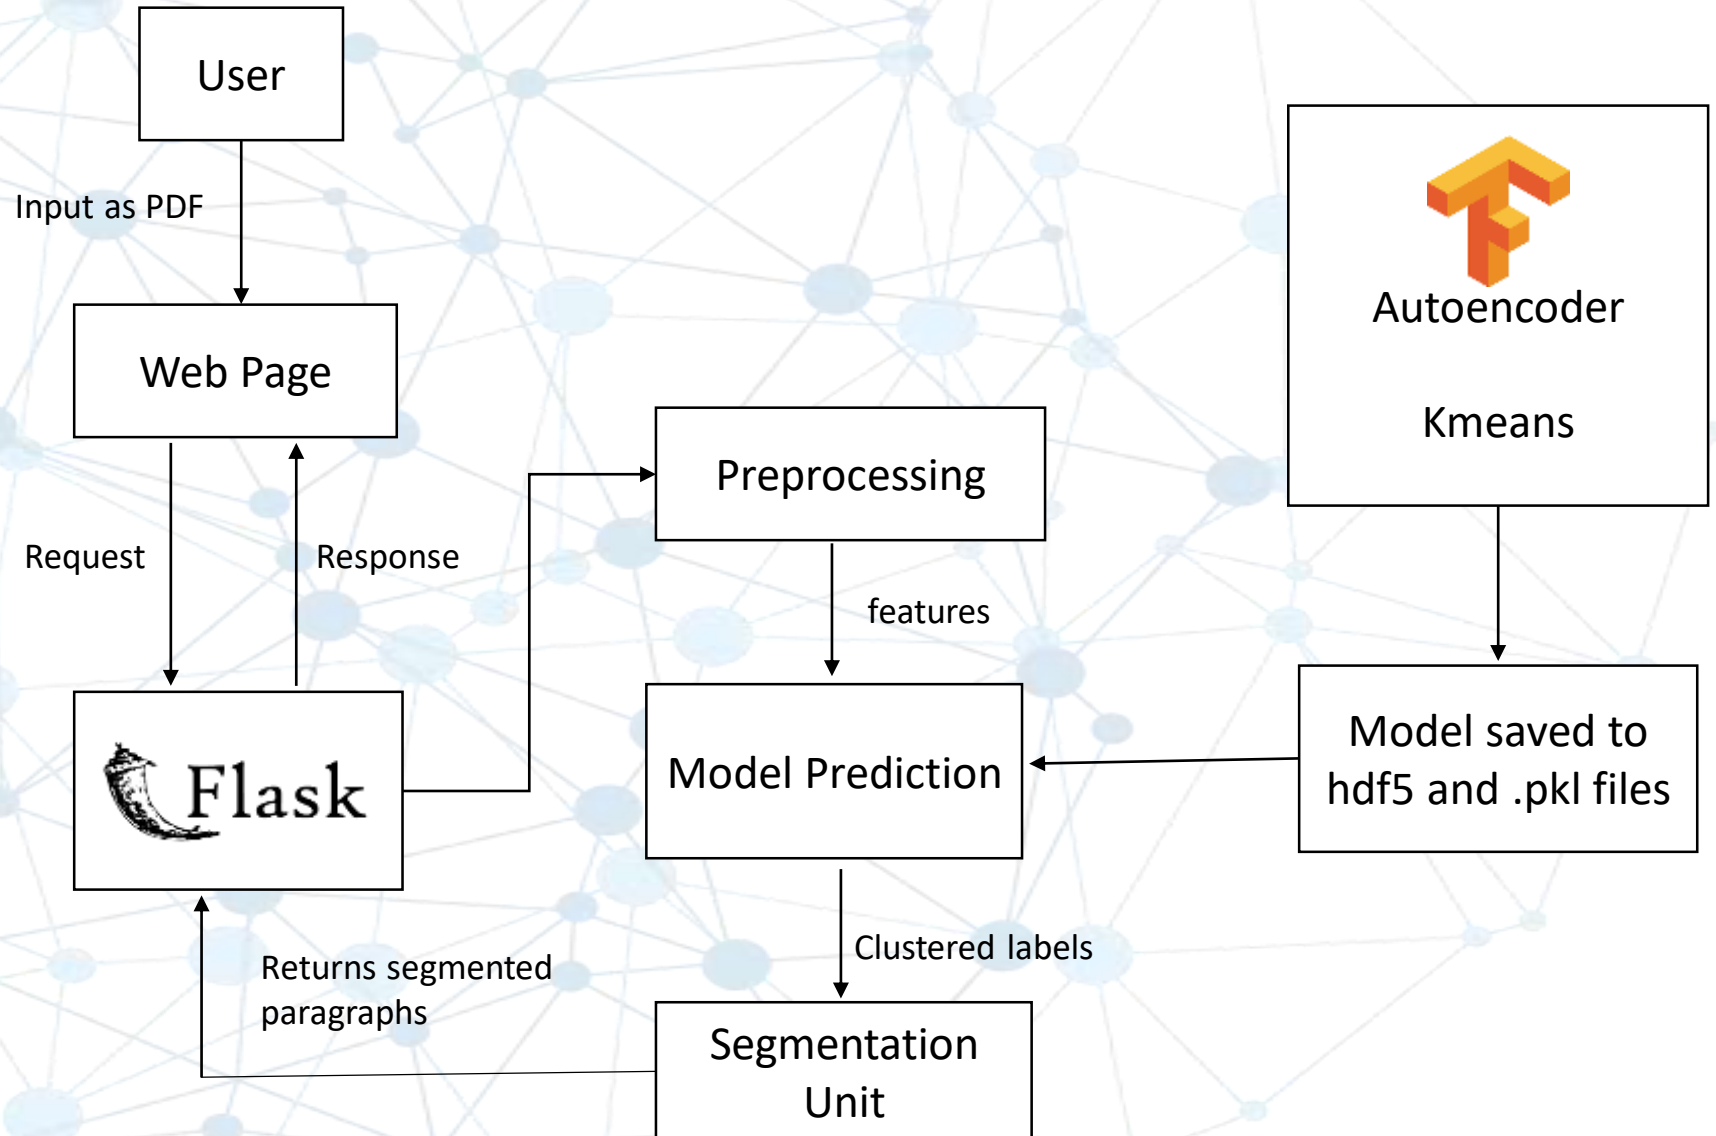 User
Input as PDF
Web Page
Request
Response
Flask
Preprocessing
features
Model Prediction
Clustered labels
Segmentation
Unit
Returns segmented
paragraphs
Autoencoder
Kmeans
Model saved to
hdf5 and .pkl files